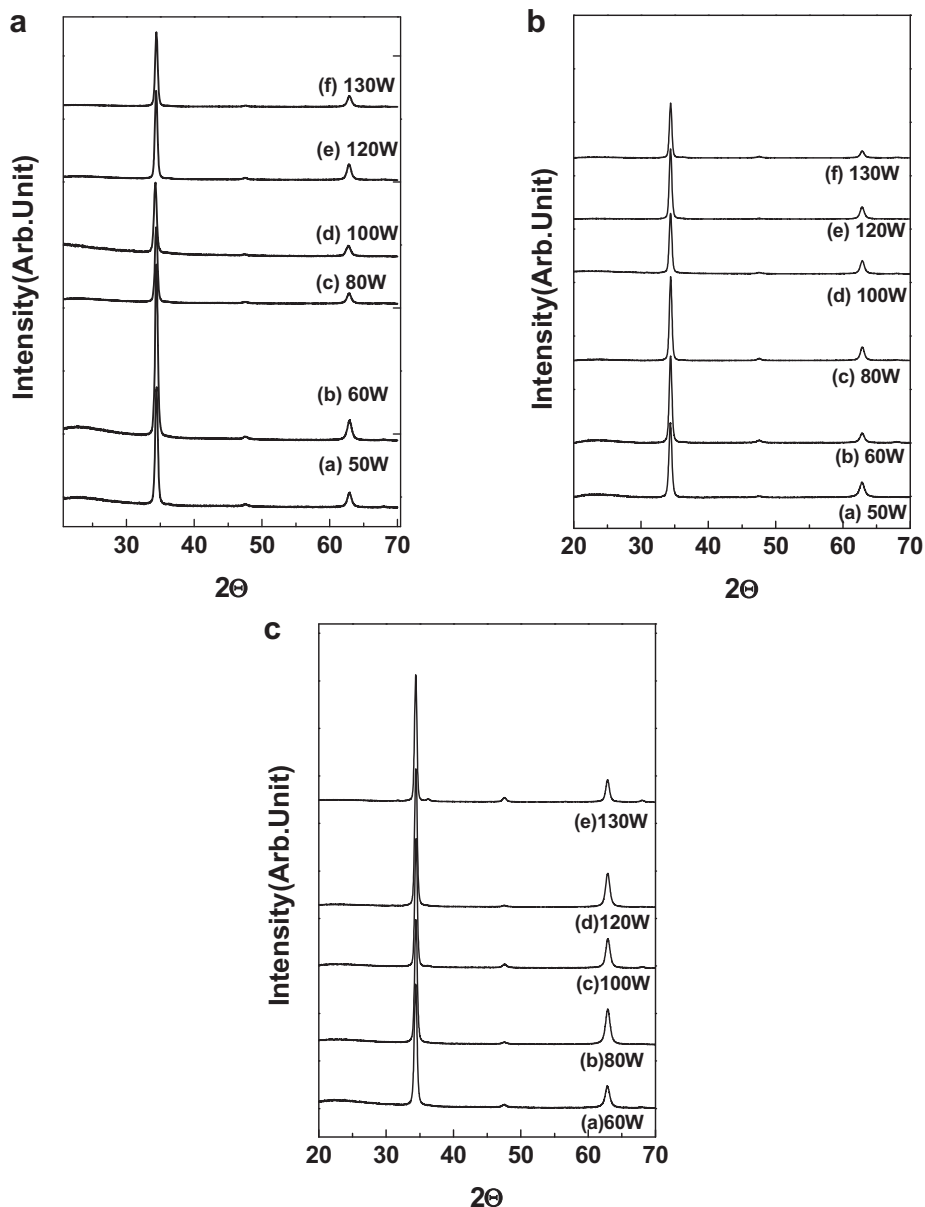 a
Intensity(Arb.Unit)
(f) 130W
(e) 120W
(d) 100W
(c) 80W
(b) 60W
(a) 50W
30 40 50 60 70
2Θ
b
Intensity(Arb.Unit)
(f) 130W
(e) 120W
(d) 100W
(c) 80W
(b) 60W
(a) 50W
20 30 40 50 60 70
2Θ
c
Intensity(Arb.Unit)
(e)130W
(d)120W
(c)100W
(b)80W
(a)60W
20 30 40 50 60 70
2Θ